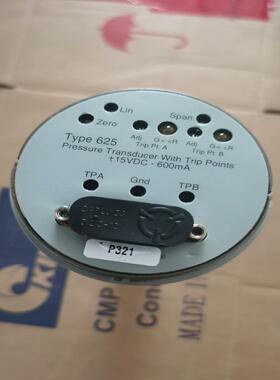 Lin
Span
Zero
Adj G< <R Adj G< <R
Trip Pt. A
Trip Pt. B
Type 625
Pressure Transducer With Trip Points
±15VDC - 600mA
TPA Gnd TPB
P321
CMP
Con
MADE IN